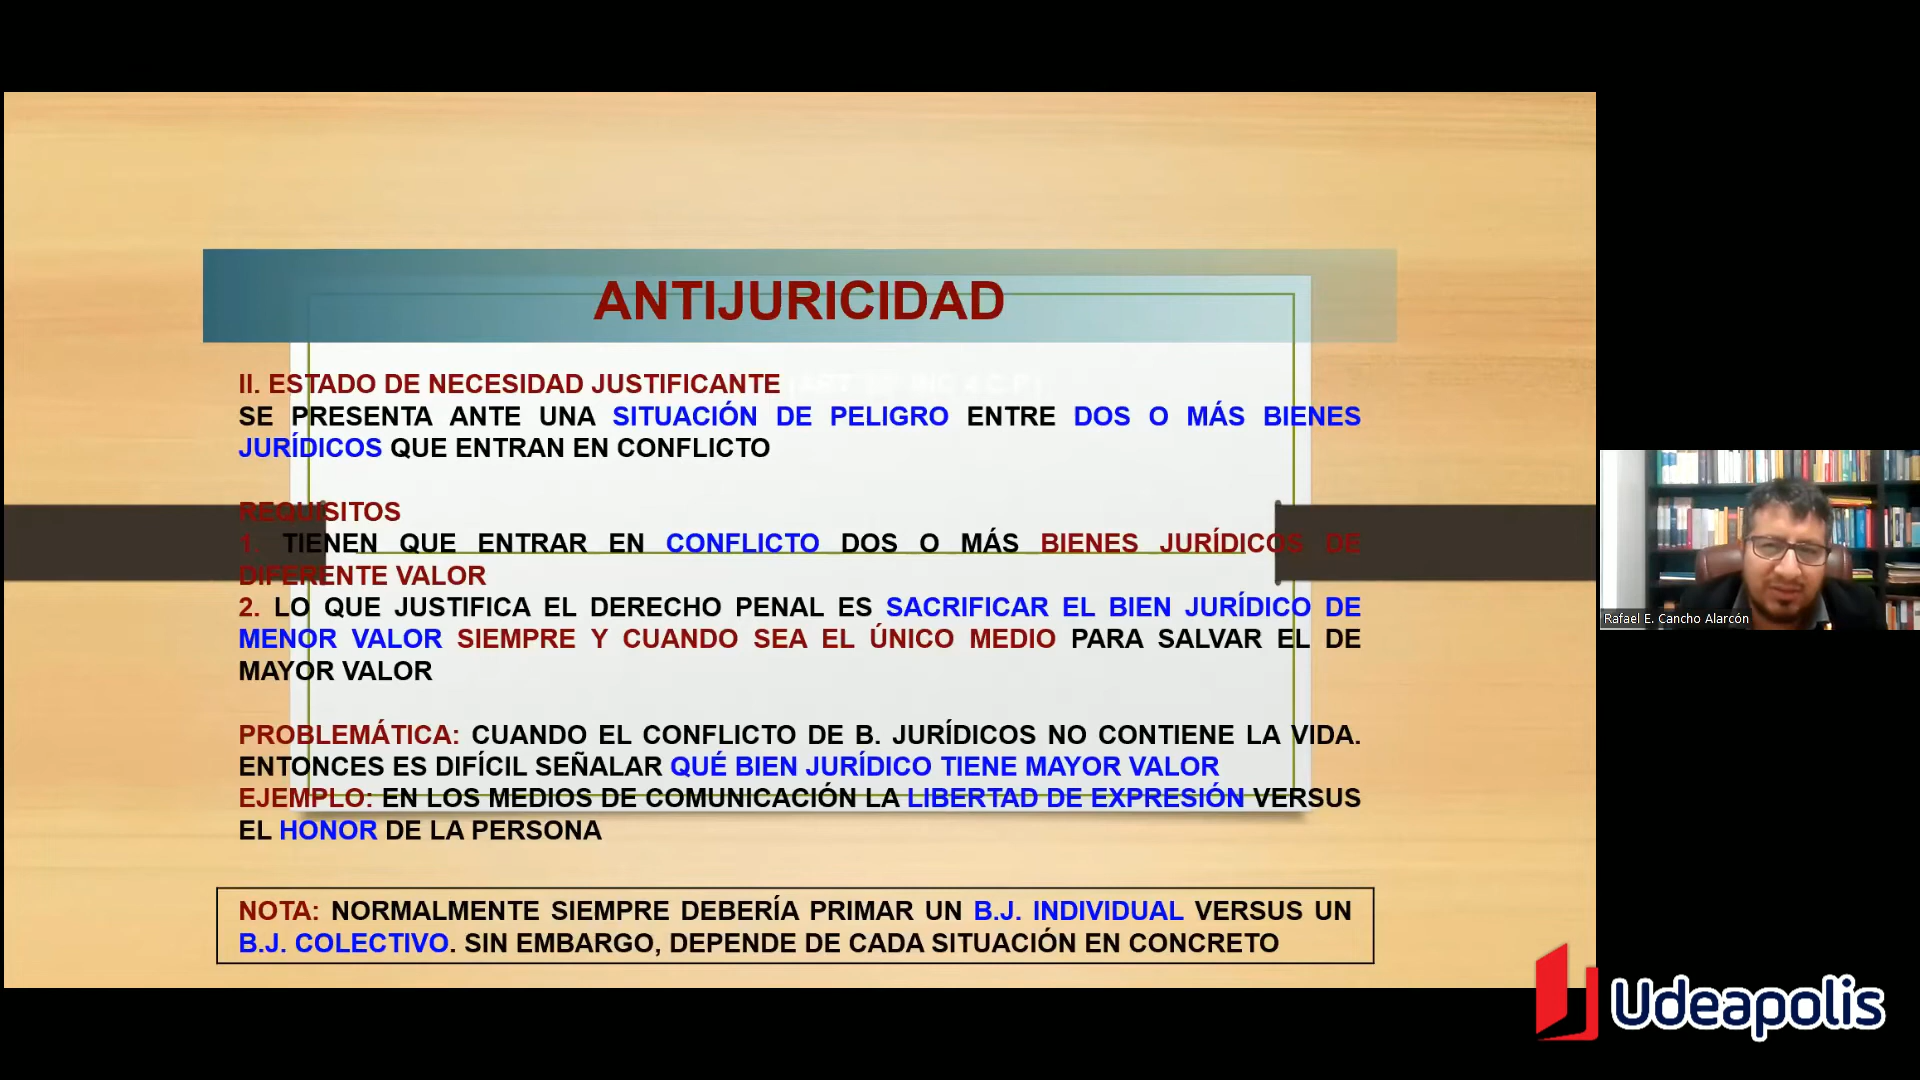 ANTIJURICIDAD
II. ESTADO DE NECESIDAD JUSTIFICANTE
SE PRESENTA ANTE UNA SITUACIÓN DE PELIGRO ENTRE DOS O MÁS BIENES
JURÍDICOS QUE ENTRAN EN CONFLICTO
REQUISITOS
1. TIENEN QUE ENTRAR EN CONFLICTO DOS O MÁS BIENES JURÍDICOS DE
DIFERENTE VALOR
2. LO QUE JUSTIFICA EL DERECHO PENAL ES SACRIFICAR EL BIEN JURÍDICO DE
MENOR VALOR SIEMPRE Y CUANDO SEA EL ÚNICO MEDIO PARA SALVAR EL DE
MAYOR VALOR
PROBLEMÁTICA: CUANDO EL CONFLICTO DE B. JURÍDICOS NO CONTIENE LA VIDA.
ENTONCES ES DIFÍCIL SEÑALAR QUÉ BIEN JURÍDICO TIENE MAYOR VALOR
EJEMPLO: EN LOS MEDIOS DE COMUNICACIÓN LA LIBERTAD DE EXPRESIÓN VERSUS
EL HONOR DE LA PERSONA
NOTA: NORMALMENTE SIEMPRE DEBERÍA PRIMAR UN B.J. INDIVIDUAL VERSUS UN
B.J. COLECTIVO. SIN EMBARGO, DEPENDE DE CADA SITUACIÓN EN CONCRETO
Rafael E. Cancho Alarcón
Udeapolis